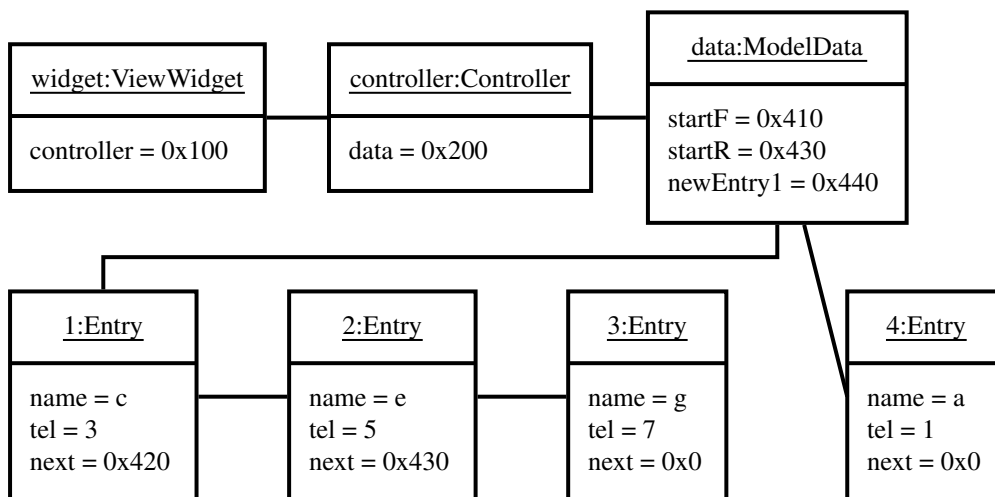 widget:ViewWidget
controller = 0x100
controller:Controller
data = 0x200
data:ModelData
startF = 0x410
startR = 0x430
newEntry1 = 0x440
1:Entry
name = c
tel = 3
next = 0x420
2:Entry
name = e
tel = 5
next = 0x430
3:Entry
name = g
tel = 7
next = 0x0
4:Entry
name = a
tel = 1
next = 0x0